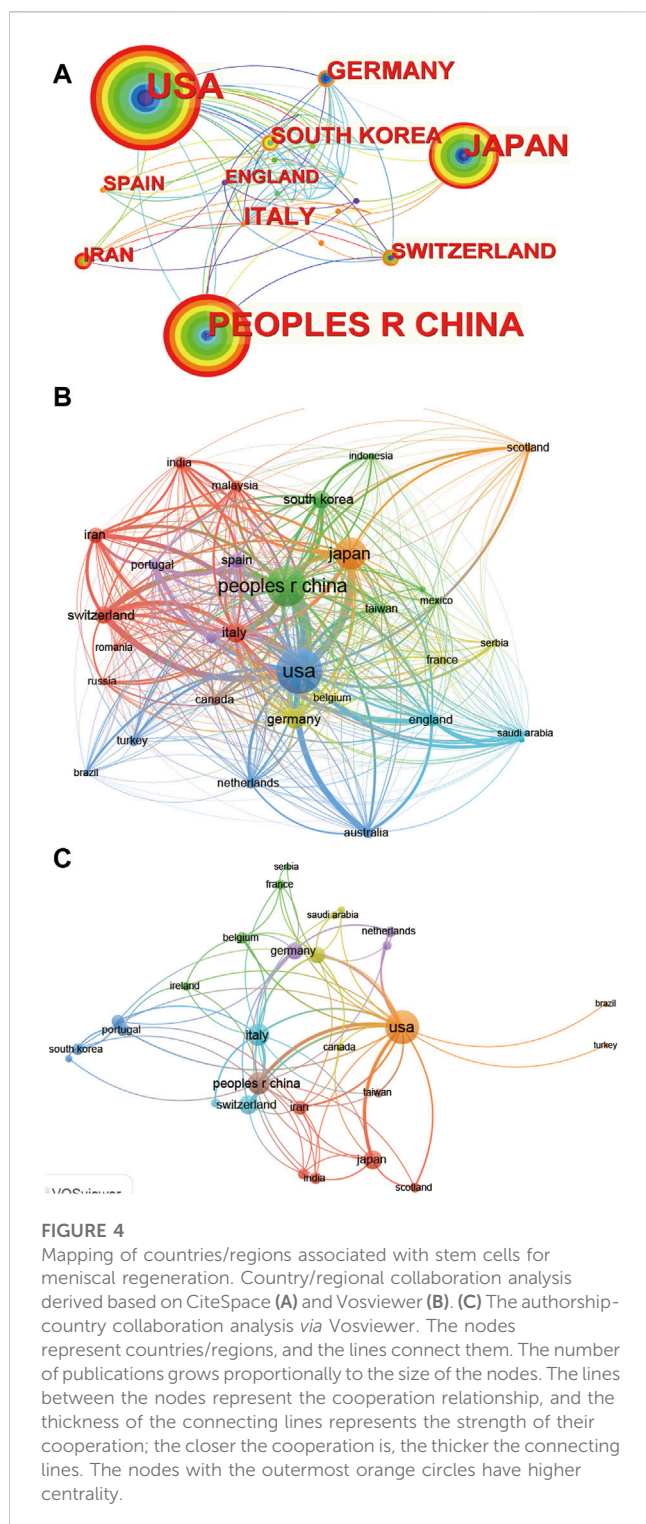 A
USA
GERMANY
SOUTH KOREA
JAPAN
ENGLAND
SPAIN
ITALY
IRAN
SWITZERLAND
PEOPLES R CHINA
B
scotland
india
indonesia
malaysia
south korea
iran
japan
spain
portugal
peoples r china
taiwan
mexico
switzerland
italy
romania
serbia
france
russia
usa
canada
belgium
germany
england
saudi arabia
turkey
brazil
netherlands
australia
C
serbia
france
saudi arabia
netherlands
belgium
germany
ireland
usa
brazil
portugal
italy
canada
turkey
south korea
peoples r china
taiwan
switzerland
iran
japan
india
scotland
VOSviewer
FIGURE 4
Mapping of countries/regions associated with stem cells for
meniscal regeneration. Country/regional collaboration analysis
derived based on CiteSpace (A) and Vosviewer (B). (C) The authorship-
country collaboration analysis via Vosviewer. The nodes
represent countries/regions, and the lines connect them. The number
of publications grows proportionally to the size of the nodes. The lines
between the nodes represent the cooperation relationship, and the
thickness of the connecting lines represents the strength of their
cooperation; the closer the cooperation is, the thicker the connecting
lines. The nodes with the outermost orange circles have higher
centrality.